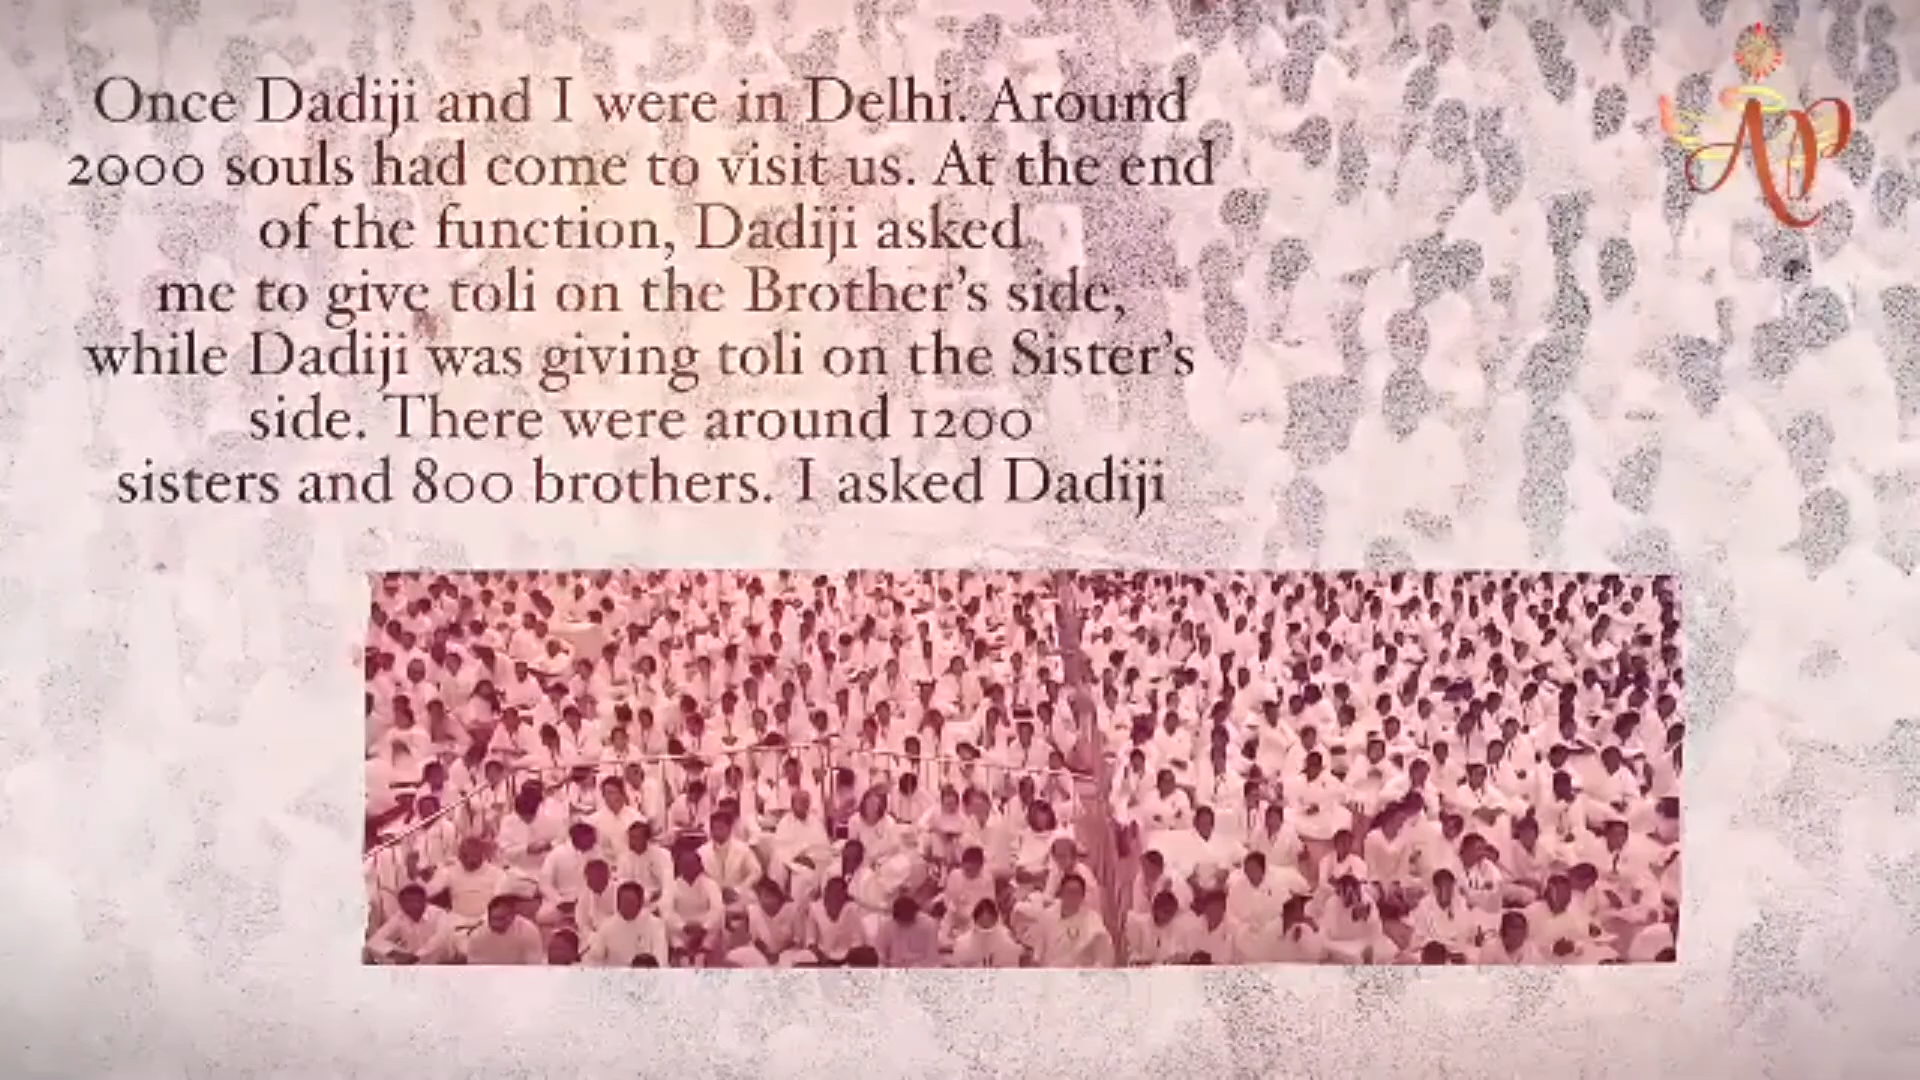 Once Dadiji and I were in Delhi. Around
2000 souls had come to visit us. At the end
of the function, Dadiji asked
me to give toli on the Brother's side,
while Dadiji was giving toli on the Sister's
side. There were around 1200
sisters and 800 brothers. I asked Dadiji
AP